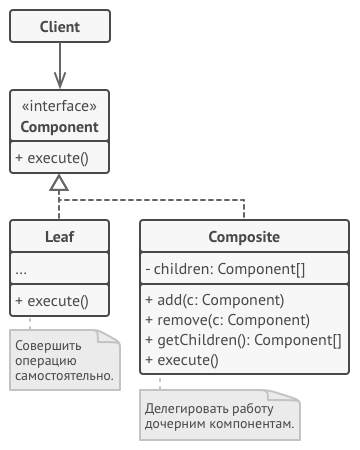 Client
«interface»
Component
+ execute()
Leaf
...
+ execute()
Совершить
операцию
самостоятельно.
Composite
- children: Component[]
+ add(c: Component)
+ remove(c: Component)
+ getChildren(): Component[]
+ execute()
Делегировать работу
дочерним компонентам.